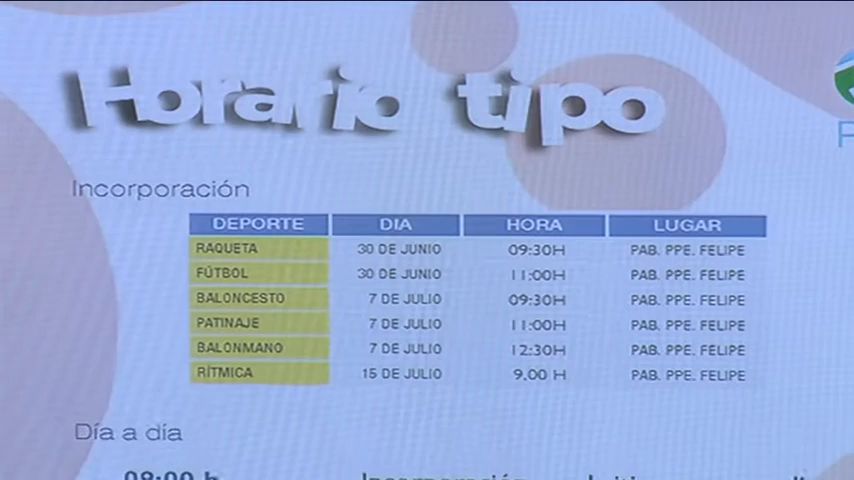 Horario tipo
Incorporación
DEPORTE DIA HORA LUGAR
RAQUETA 30 DE JUNIO 09:30H PAB. PPE. FELIPE
FÚTBOL 30 DE JUNIO 11:00H PAB. PPE. FELIPE
BALONCESTO 7 DE JULIO 09:30H PAB. PPE. FELIPE
PATINAJE 7 DE JULIO 11:00H PAB. PPE. FELIPE
BALONMANO 7 DE JULIO 12:30H PAB. PPE. FELIPE
RÍTMICA 15 DE JULIO 9,00 H PAB. PPE. FELIPE
Día a día